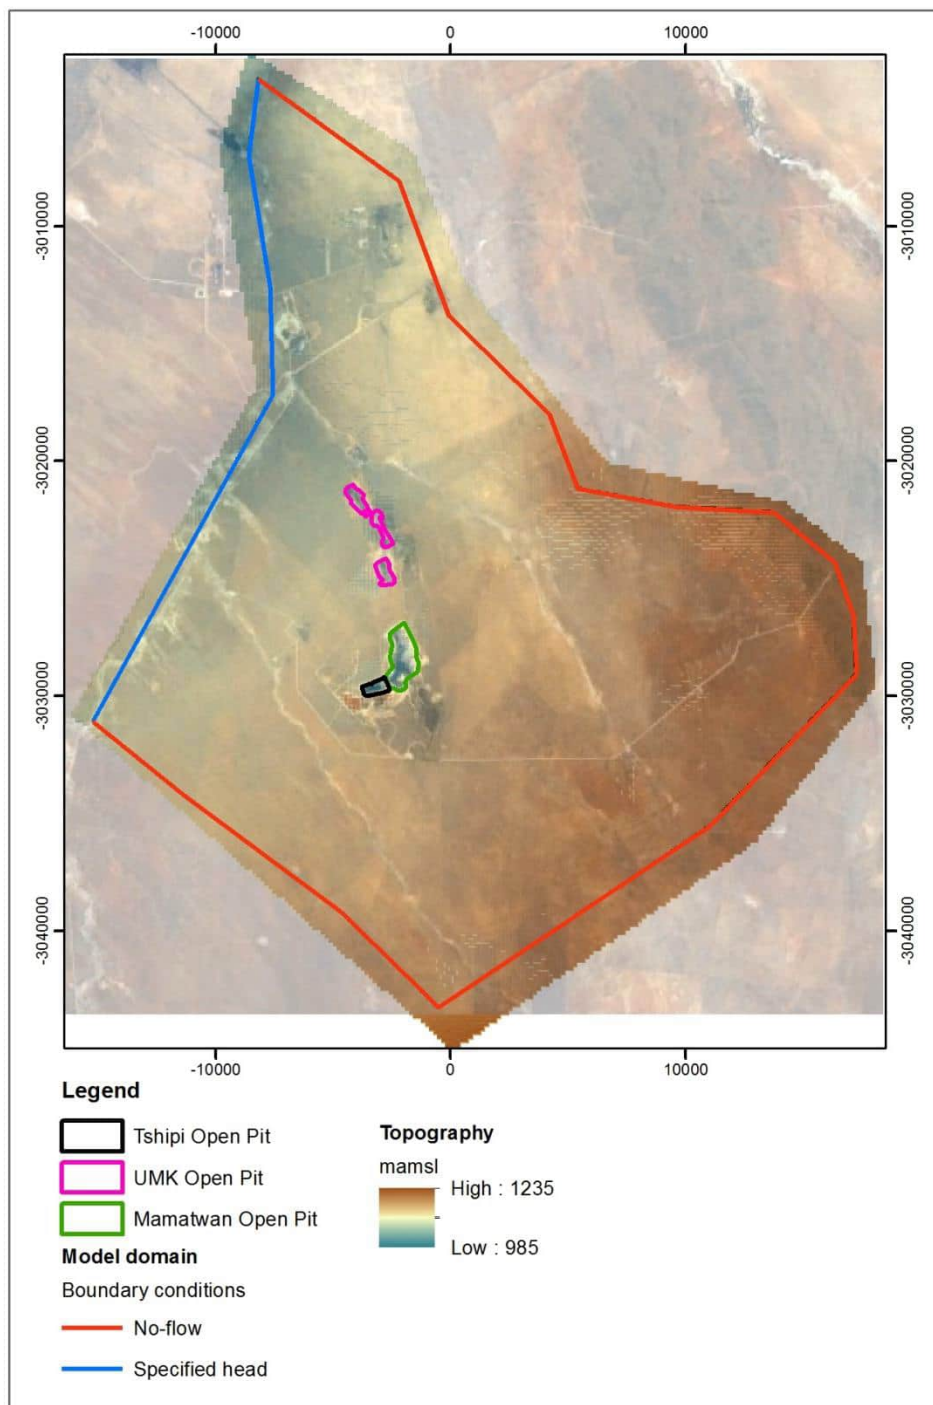 -10000 0 10000
-3010000 -3010000
-3020000 -3020000
-3030000 -3030000
-3040000 -3040000
-10000 0 10000
Legend
Tshipi Open Pit
UMK Open Pit
Mamatwan Open Pit
Model domain
Boundary conditions
No-flow
Specified head
Topography
mamsl
High : 1235
Low : 985